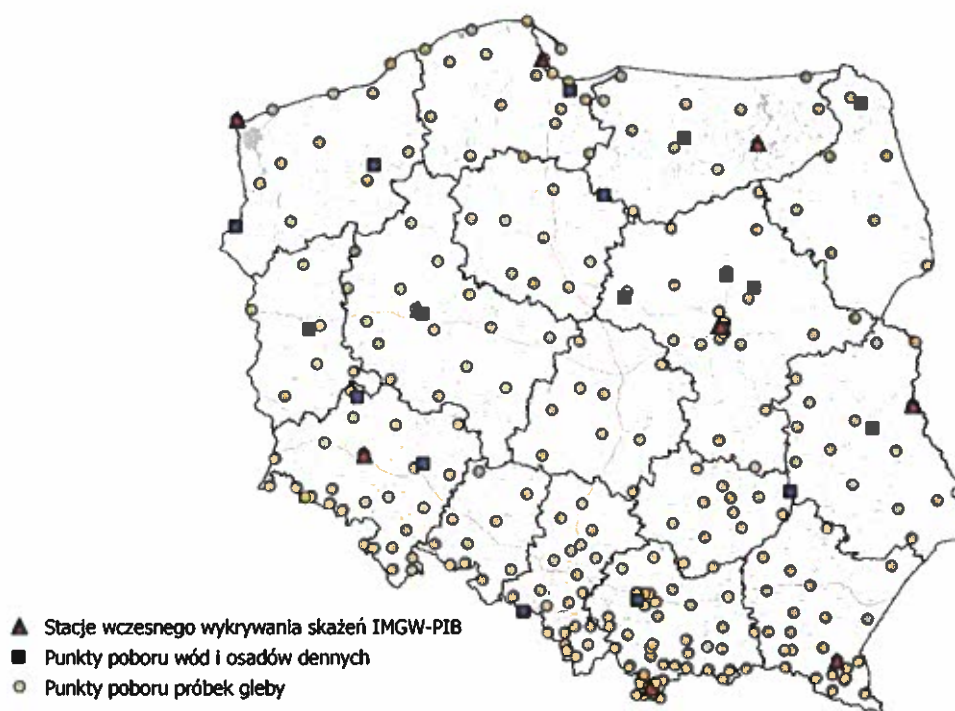 Stacje wczesnego wykrywania skażeń IMGW-PIB
Punkty poboru wód i osadów dennych
Punkty poboru próbek gleby